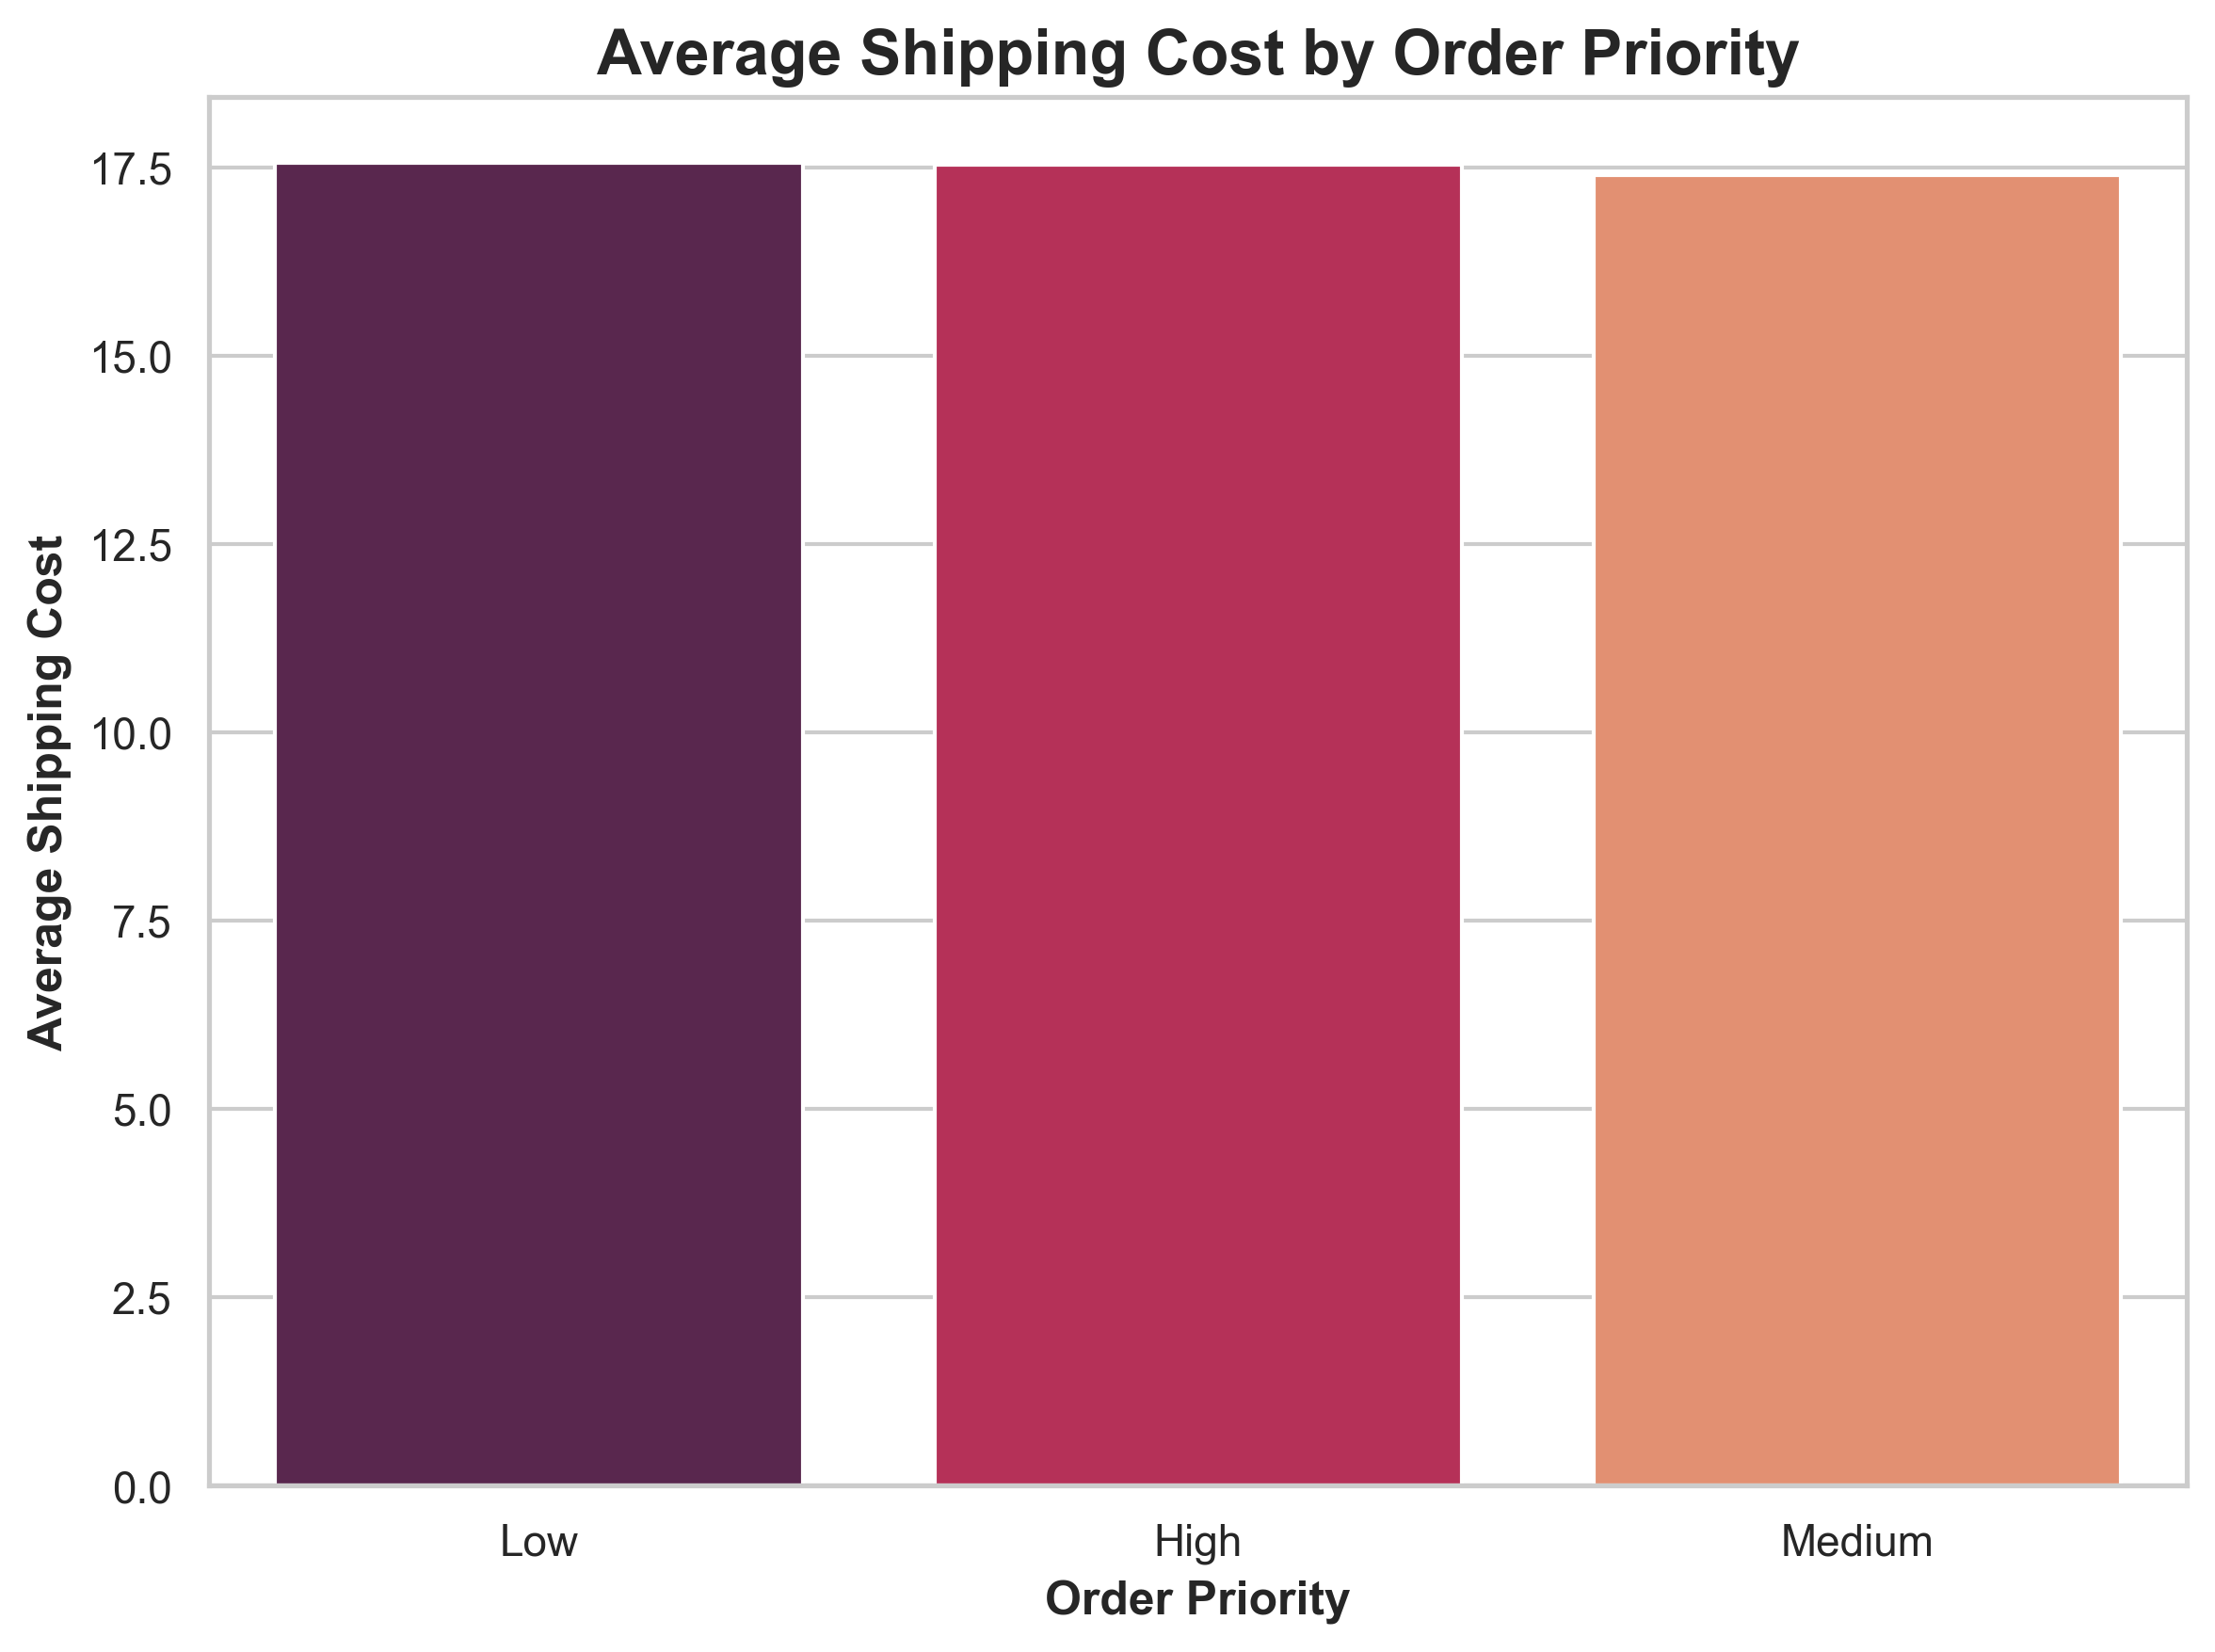 Average Shipping Cost by Order Priority
Average Shipping Cost
17.5
15.0
12.5
10.0
7.5
5.0
2.5
0.0
Low
High
Medium
Order Priority